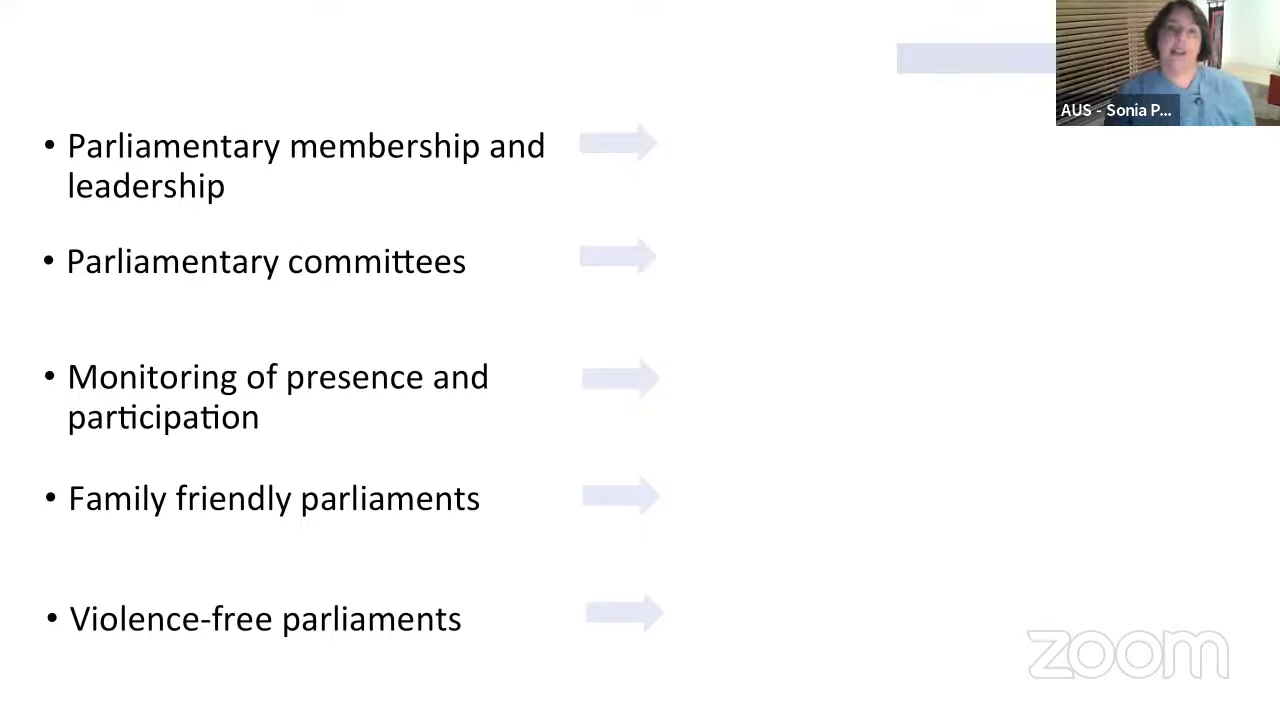 AUS - Sonia P...
• Parliamentary membership and
leadership
• Parliamentary committees
• Monitoring of presence and
participation
• Family friendly parliaments
• Violence-free parliaments
zoom